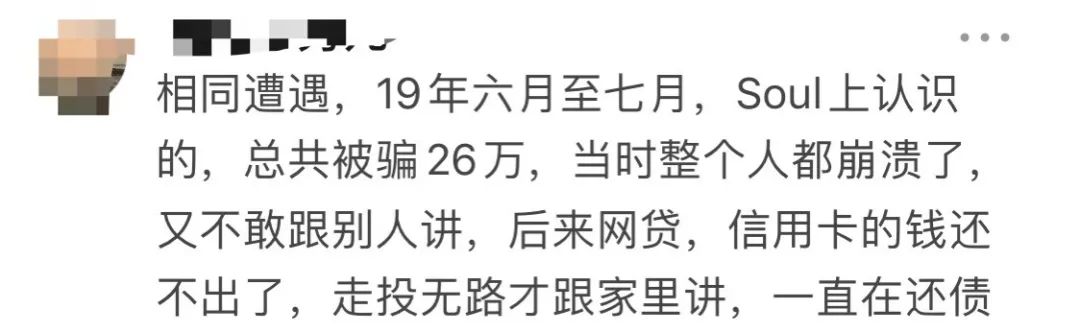 相同遭遇，19年六月至七月，Soul上认识
的，总共被骗26万，当时整个人都崩溃了，
又不敢跟别人讲，后来网贷，信用卡的钱还
不出了，走投无路才跟家里讲，一直在还债